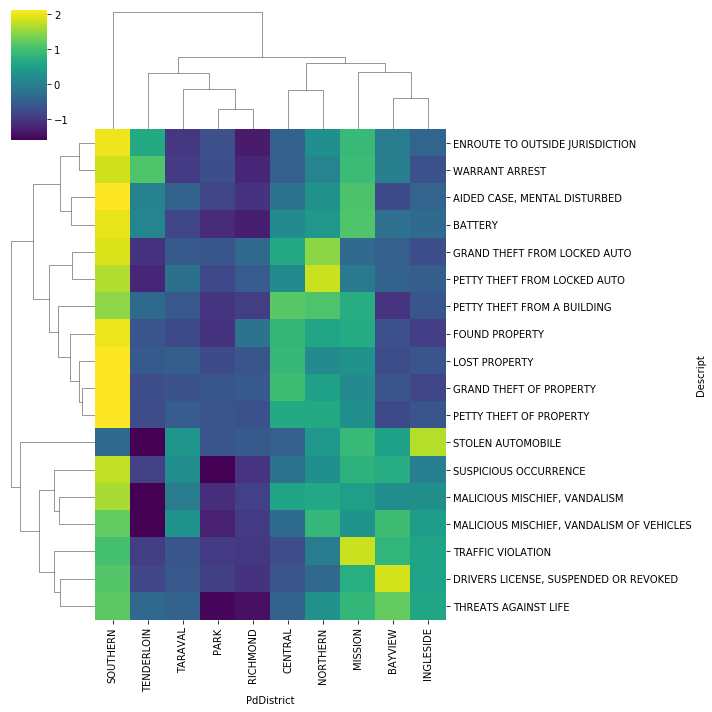 2
1
0
−1
ENROUTE TO OUTSIDE JURISDICTION
WARRANT ARREST
AIDED CASE, MENTAL DISTURBED
BATTERY
GRAND THEFT FROM LOCKED AUTO
PETTY THEFT FROM LOCKED AUTO
PETTY THEFT FROM A BUILDING
FOUND PROPERTY
LOST PROPERTY
GRAND THEFT OF PROPERTY
PETTY THEFT OF PROPERTY
STOLEN AUTOMOBILE
SUSPICIOUS OCCURRENCE
MALICIOUS MISCHIEF, VANDALISM
MALICIOUS MISCHIEF, VANDALISM OF VEHICLES
TRAFFIC VIOLATION
DRIVERS LICENSE, SUSPENDED OR REVOKED
THREATS AGAINST LIFE
Descript
SOUTHERN
TENDERLOIN
TARAVAL
PARK
RICHMOND
CENTRAL
NORTHERN
MISSION
BAYVIEW
INGLESIDE
PdDistrict